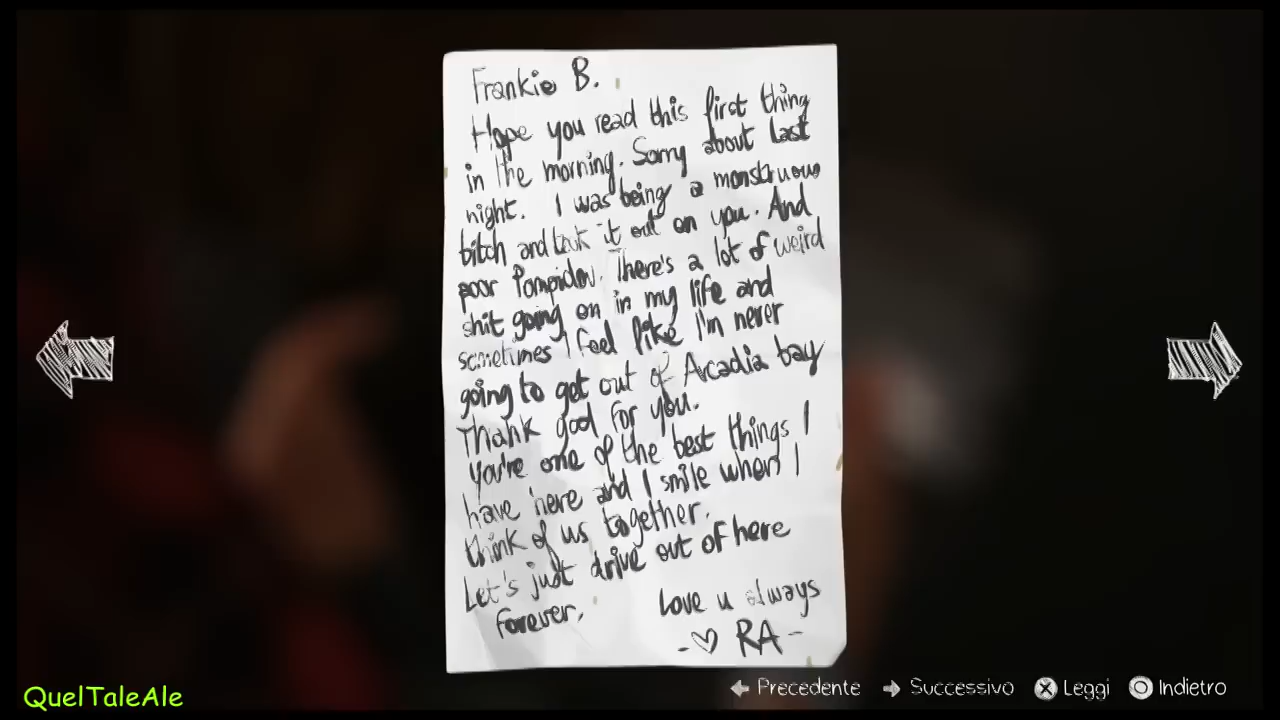 Frankie B.
Hope you read this first thing
in the morning. Sorry about last
night. I was being a monstruous
bitch and took it out on you. And
poor Pompidou. There's a lot of weird
shit going on in my life and
sometimes I feel like I'm never
going to get out of Arcadia bay
Thank god for you.
You're one of the best things I
have here and I smile when I
think of us together.
Let's just drive out of here
forever.
Love u always
-♡ RA-
QuelTaleAle
Precedente
Successivo
Leggi
Indietro